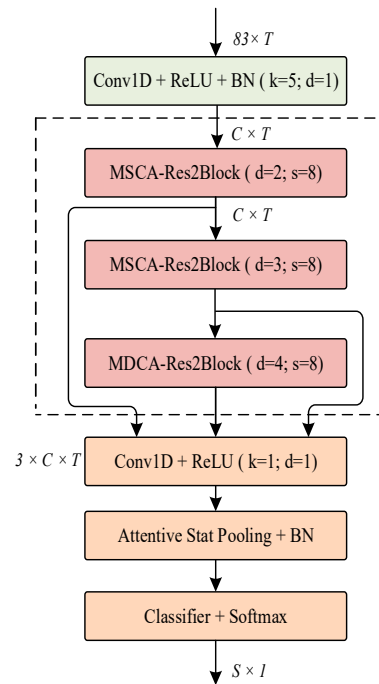 83× T
Conv1D + ReLU + BN ( k=5; d=1)
C × T
MSCA-Res2Block ( d=2; s=8)
C × T
MSCA-Res2Block ( d=3; s=8)
MDCA-Res2Block ( d=4; s=8)
3 × C × T
Conv1D + ReLU ( k=1; d=1)
Attentive Stat Pooling + BN
Classifier + Softmax
S × 1